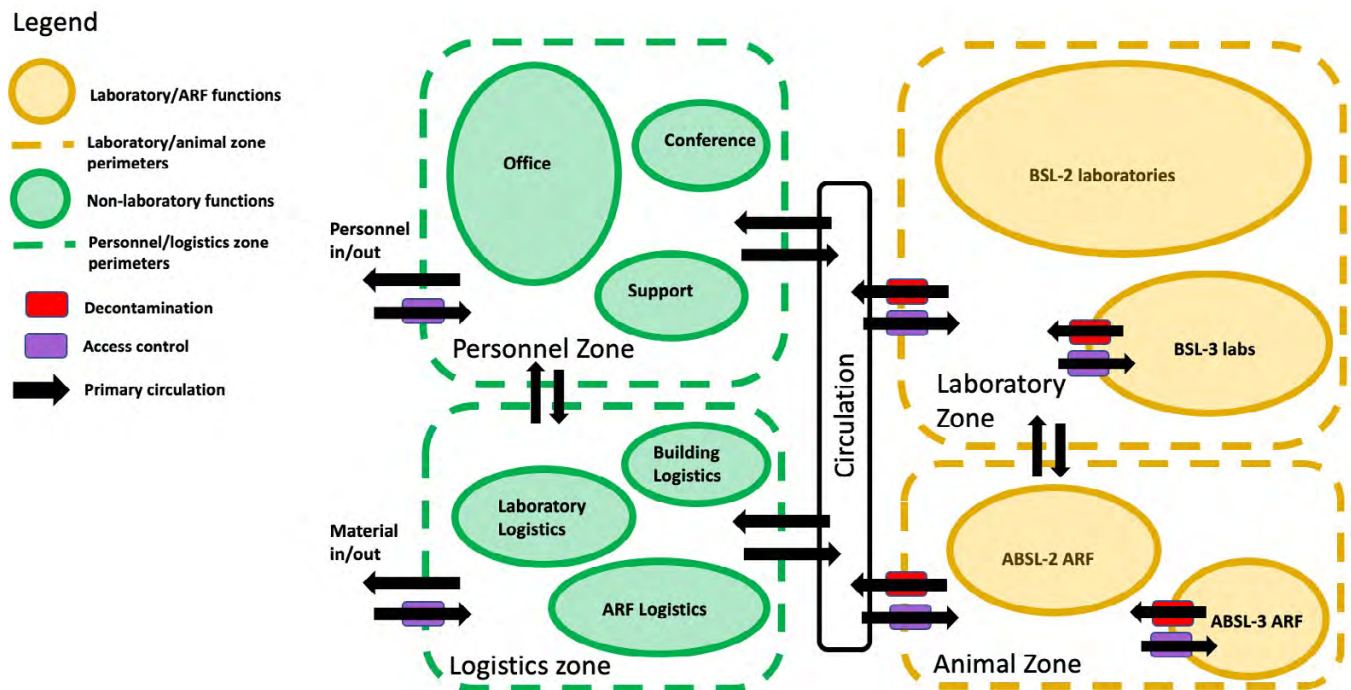 Legend
Laboratory/ARF functions
Laboratory/animal zone
perimeters
Non-laboratory functions
Personnel/logistics zone
perimeters
Decontamination
Access control
Primary circulation
Personnel
in/out
Office
Conference
Support
Personnel Zone
Material
in/out
Building
Logistics
Laboratory
Logistics
ARF Logistics
Logistics zone
Circulation
BSL-2 laboratories
BSL-3 labs
Laboratory
Zone
ABSL-2 ARF
ABSL-3 ARF
Animal Zone